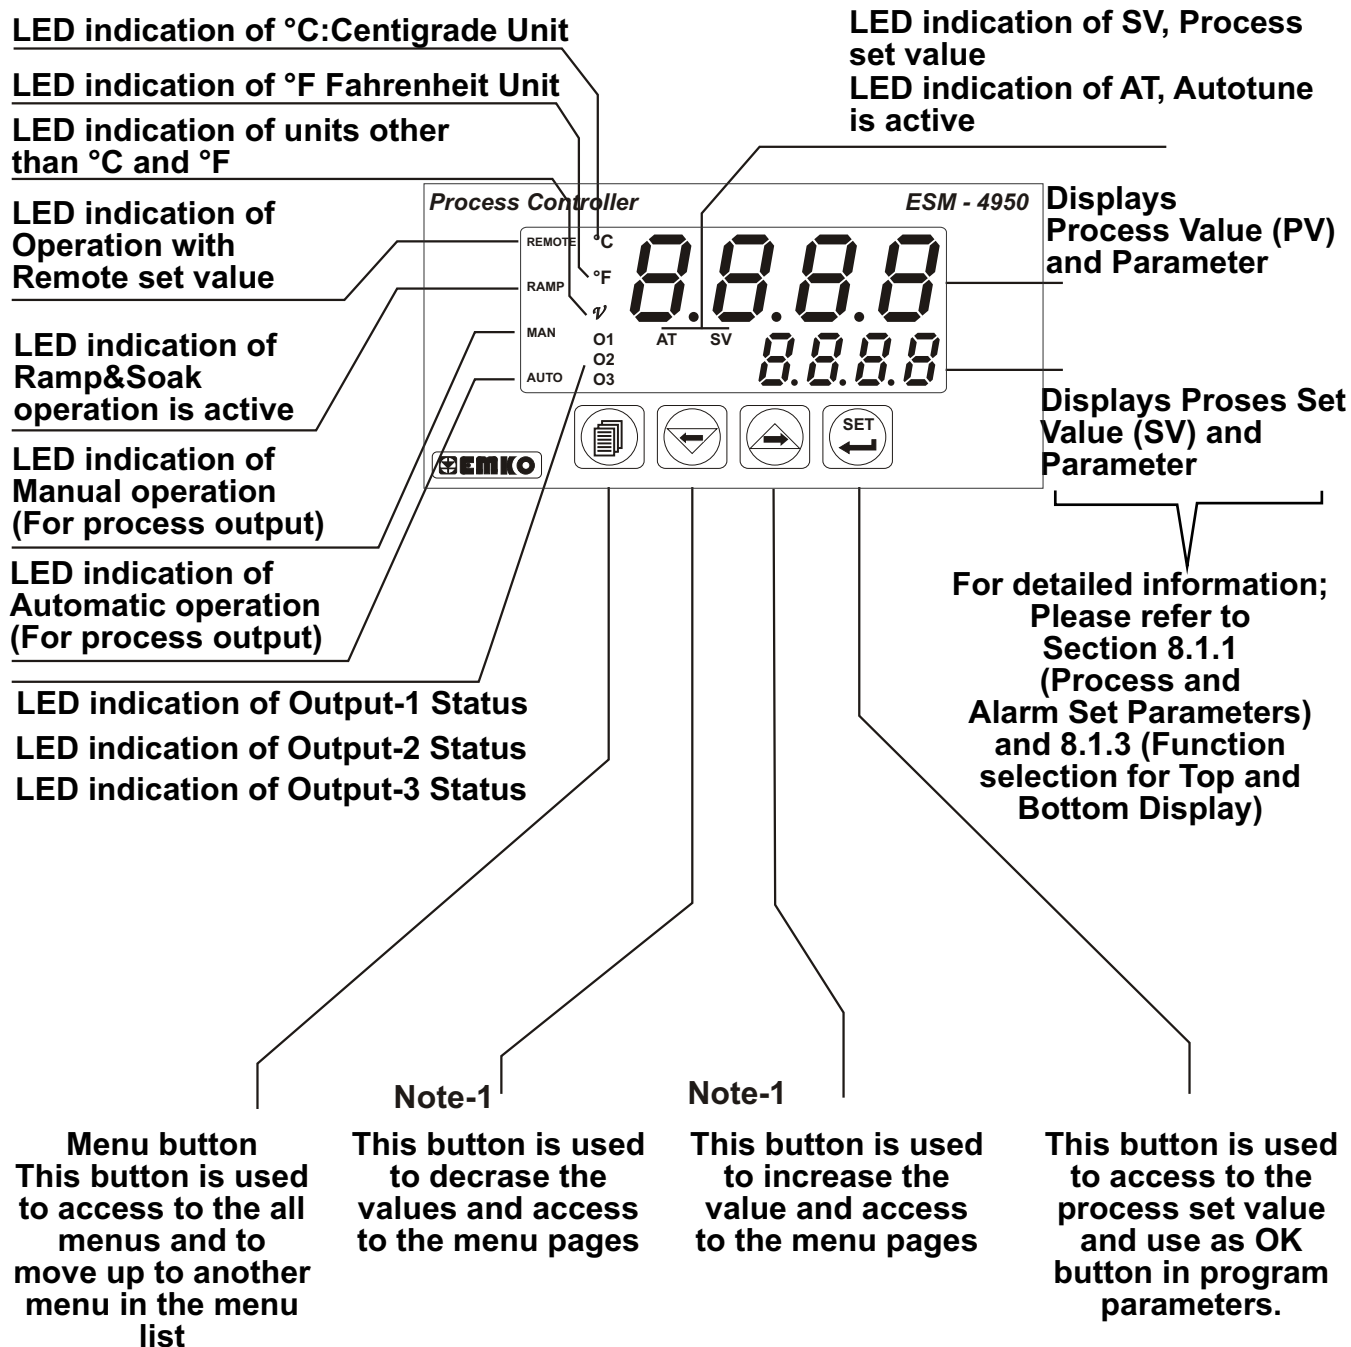 LED indication of °C:Centigrade Unit
LED indication of °F Fahrenheit Unit
LED indication of units other
than °C and °F
LED indication of
Operation with
Remote set value
LED indication of
Ramp&Soak
operation is active
LED indication of
Manual operation
(For process output)
LED indication of
Automatic operation
(For process output)
LED indication of Output-1 Status
LED indication of Output-2 Status
LED indication of Output-3 Status
LED indication of SV, Process
set value
LED indication of AT, Autotune
is active
Process Controller
ESM - 4950
REMOTE
RAMP
MAN
AUTO
°C
°F
V
O1
O2
O3
8.8.8.8
AT
SV
8.8.8.8
SET
EMKO
Displays
Process Value (PV)
and Parameter
Displays Proses Set
Value (SV) and
Parameter
For detailed information;
Please refer to
Section 8.1.1
(Process and
Alarm Set Parameters)
and 8.1.3 (Function
selection for Top and
Bottom Display)
Menu button
This button is used
to access to the all
menus and to
move up to another
menu in the menu
list
Note-1
This button is used
to decrase the
values and access
to the menu pages
Note-1
This button is used
to increase the
value and access
to the menu pages
This button is used
to access to the
process set value
and use as OK
button in program
parameters.